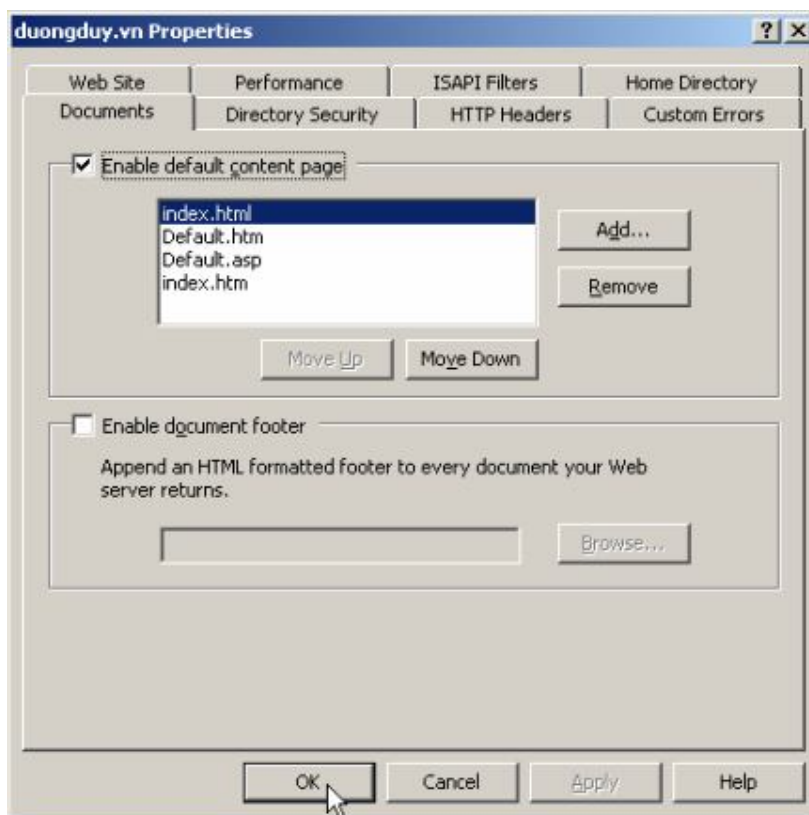 duongduy.vn Properties
Web Site Performance ISAPI Filters Home Directory
Documents Directory Security HTTP Headers Custom Errors
Enable default content page
index.html
Default.htm
Default.asp
index.htm
Add...
Remove
Move Up Move Down
Enable document footer
Append an HTML formatted footer to every document your Web
server returns.
Browse...
OK Cancel Apply Help